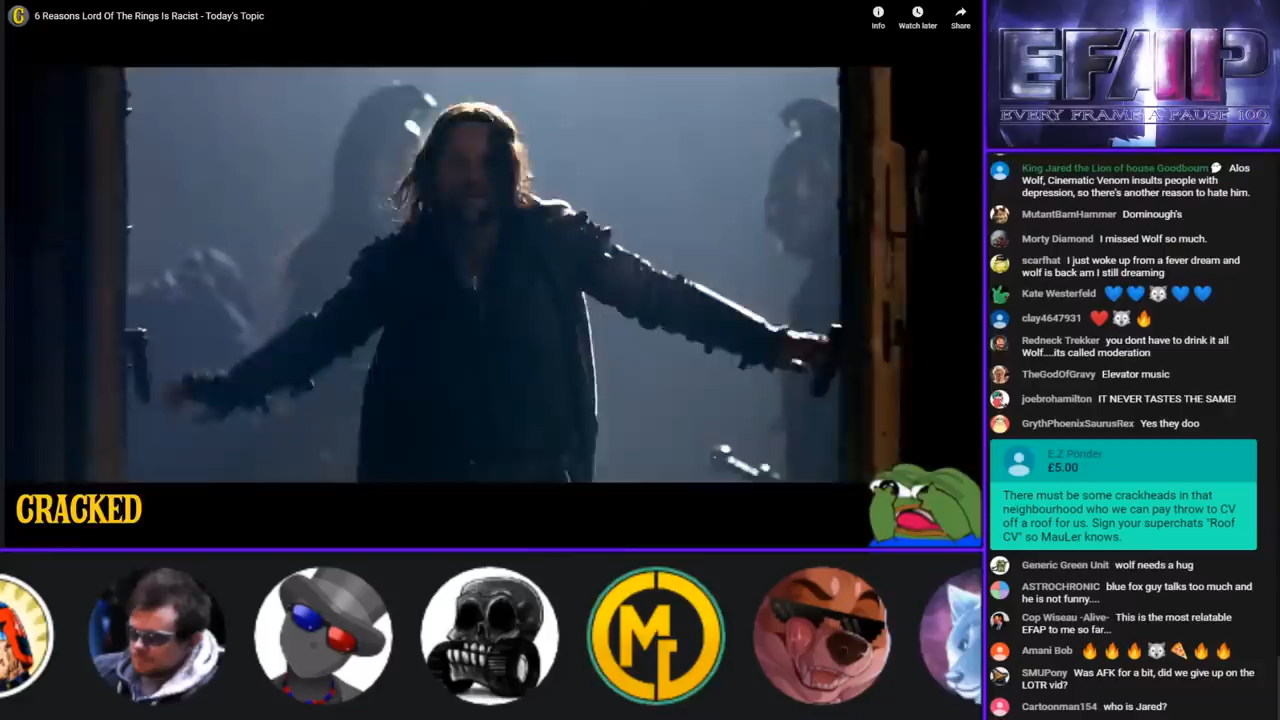 6 Reasons Lord Of The Rings Is Racist - Today's Topic
Info
Watch later
Share
CRACKED
EFAP
EVERY FRAME A PAUSE 100
King Jared the Lion of house Goodbourn Alos
Wolf, Cinematic Venom insults people with
depression, so there's another reason to hate him.
MutantBamHammer Dominough's
Morty Diamond I missed Wolf so much.
scarfhat I just woke up from a fever dream and
wolf is back am I still dreaming
Kate Westerfeld 💙💙🐺💙💙
clay4647931 ❤️🐺🔥
Redneck Trekker you dont have to drink it all
Wolf....its called moderation
TheGodOfGravy Elevator music
joebrohamilton IT NEVER TASTES THE SAME!
GrythPhoenixSaurusRex Yes they doo
E.Z Ponder
£5.00
There must be some crackheads in that
neighbourhood who we can pay throw to CV
off a roof for us. Sign your superchats "Roof
CV" so MauLer knows.
Generic Green Unit wolf needs a hug
ASTROCHRONIC blue fox guy talks too much and
he is not funny....
Cop Wiseau -Alive- This is the most relatable
EFAP to me so far...
Amani Bob 🔥🔥🔥🐺🍕🔥🔥
SMUPony Was AFK for a bit, did we give up on the
LOTR vid?
Cartoonman154 who is Jared?
ML